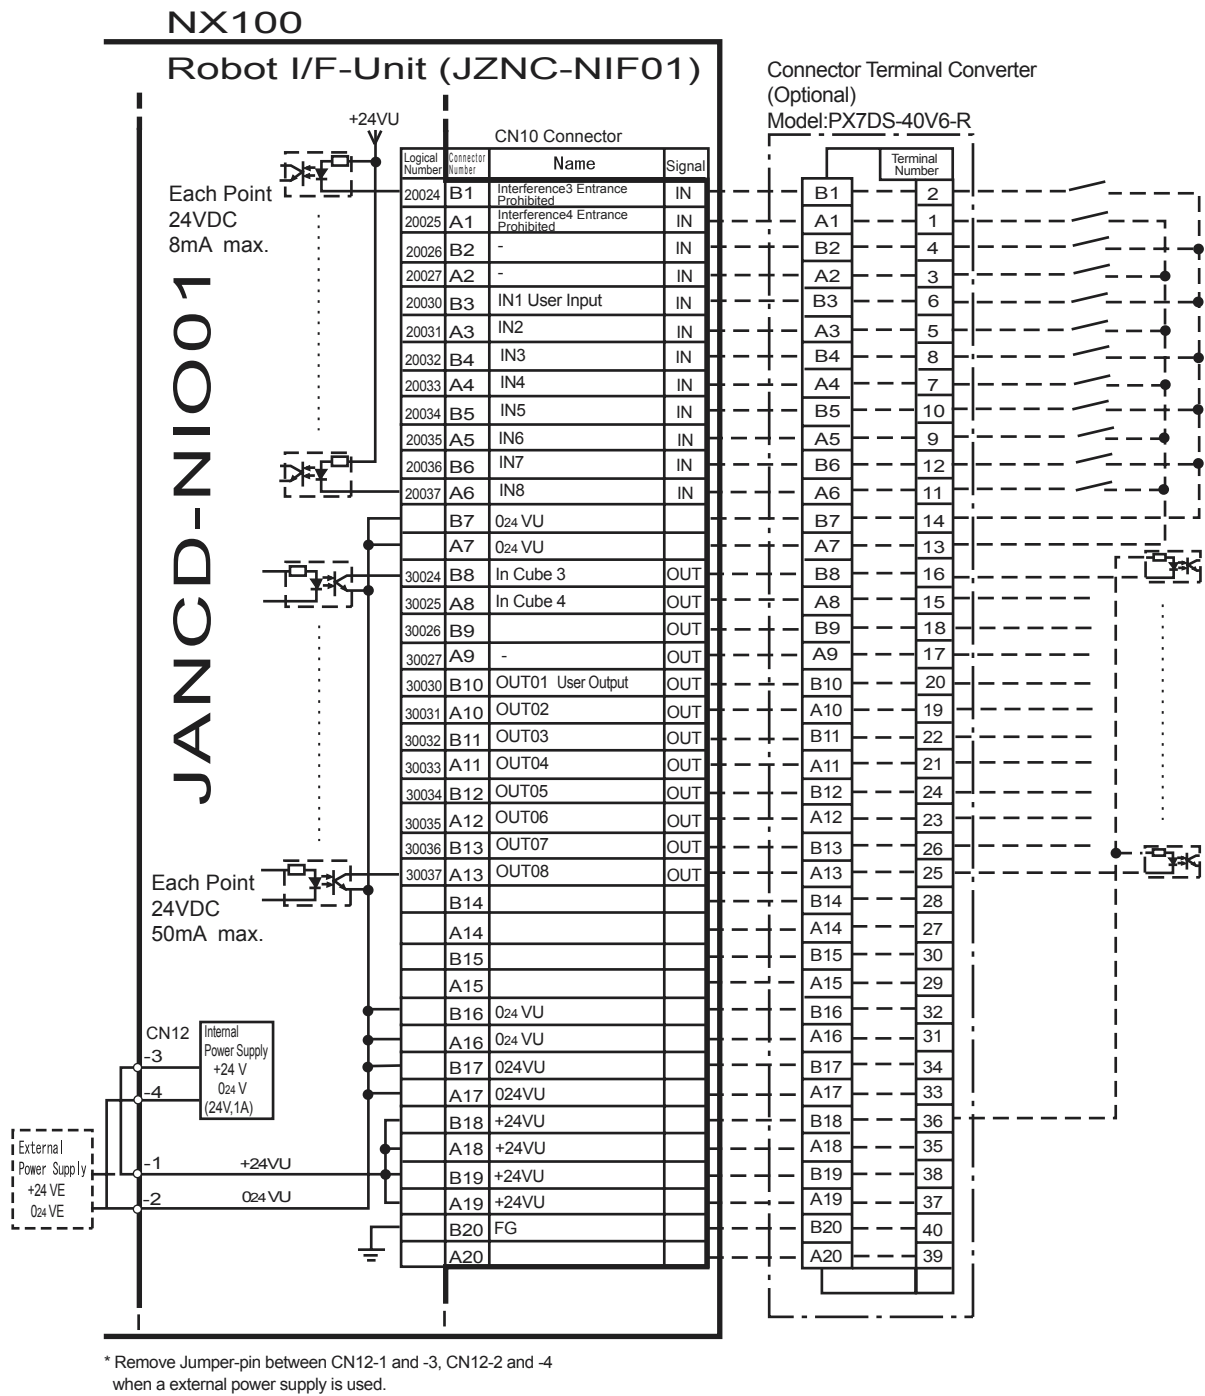 NX100
Robot I/F-Unit (JZNC-NIF01)
Connector Terminal Converter
(Optional)
Model:PX7DS-40V6-R
+24VU
CN10 Connector
Logical Number Connector Number Name Signal Terminal Number
Each Point
24VDC
8mA max.
JANCD-NIO01
20024 B1 Interference3 Entrance Prohibited IN B1 2
20025 A1 Interference4 Entrance Prohibited IN A1 1
20026 B2 - IN B2 4
20027 A2 - IN A2 3
20030 B3 IN1 User Input IN B3 6
20031 A3 IN2 IN A3 5
20032 B4 IN3 IN B4 8
20033 A4 IN4 IN A4 7
20034 B5 IN5 IN B5 10
20035 A5 IN6 IN A5 9
20036 B6 IN7 IN B6 12
20037 A6 IN8 IN A6 11
B7 024 VU B7 14
A7 024 VU A7 13
30024 B8 In Cube 3 OUT B8 16
30025 A8 In Cube 4 OUT A8 15
30026 B9 OUT B9 18
30027 A9 - OUT A9 17
30030 B10 OUT01 User Output OUT B10 20
30031 A10 OUT02 OUT A10 19
30032 B11 OUT03 OUT B11 22
30033 A11 OUT04 OUT A11 21
30034 B12 OUT05 OUT B12 24
30035 A12 OUT06 OUT A12 23
30036 B13 OUT07 OUT B13 26
30037 A13 OUT08 OUT A13 25
Each Point
24VDC
50mA max.
B14 B14 28
A14 A14 27
B15 B15 30
A15 A15 29
B16 024 VU B16 32
A16 024 VU A16 31
B17 024VU B17 34
A17 024VU A17 33
B18 +24VU B18 36
A18 +24VU A18 35
B19 +24VU B19 38
A19 +24VU A19 37
B20 FG B20 40
A20 A20 39
CN12
-3
-4
Internal
Power Supply
+24 V
024 V
(24V,1A)
External
Power Supply
+24 VE
024 VE
-1 +24VU
-2 024 VU
* Remove Jumper-pin between CN12-1 and -3, CN12-2 and -4
when a external power supply is used.